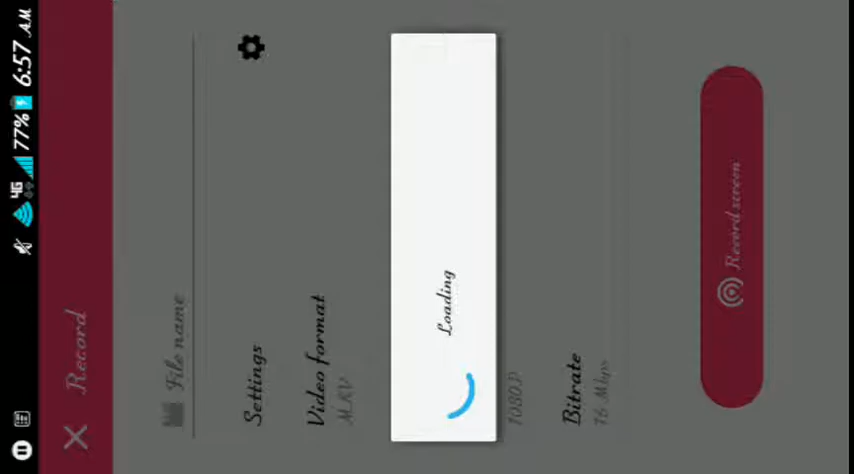 4G 77% 6:57 AM
Record
File name
Settings
Video format
MKV
Loading
1080P
Bitrate
16 Mbps
Record screen